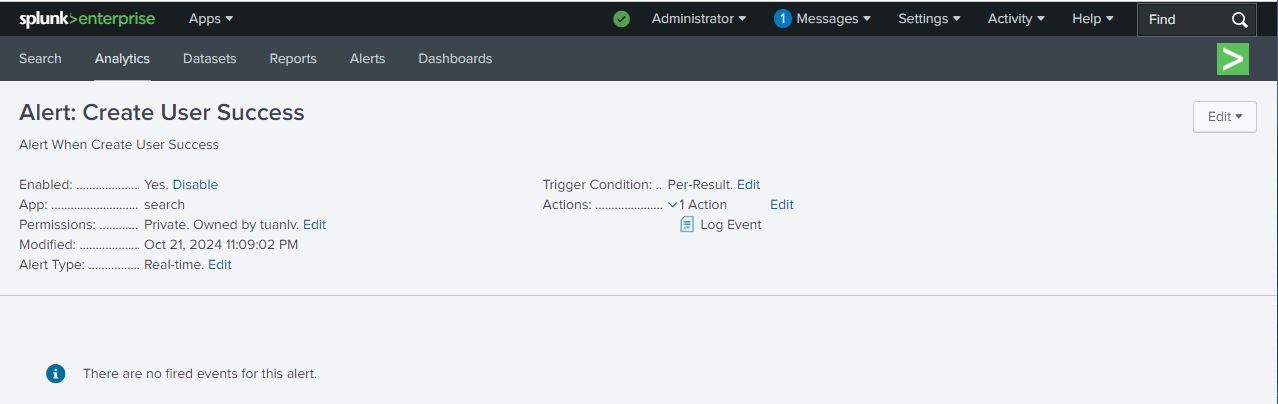 splunk>enterprise Apps Administrator 1 Messages Settings Activity Help Find
Search Analytics Datasets Reports Alerts Dashboards
Alert: Create User Success
Edit
Alert When Create User Success
Enabled: .................... Yes. Disable
App: ............................ search
Permissions: ................ Private. Owned by tuanlv. Edit
Modified: ................... Oct 21, 2024 11:09:02 PM
Alert Type: ................ Real-time. Edit
Trigger Condition: .. Per-Result. Edit
Actions: ..................... 1 Action Edit
Log Event
There are no fired events for this alert.